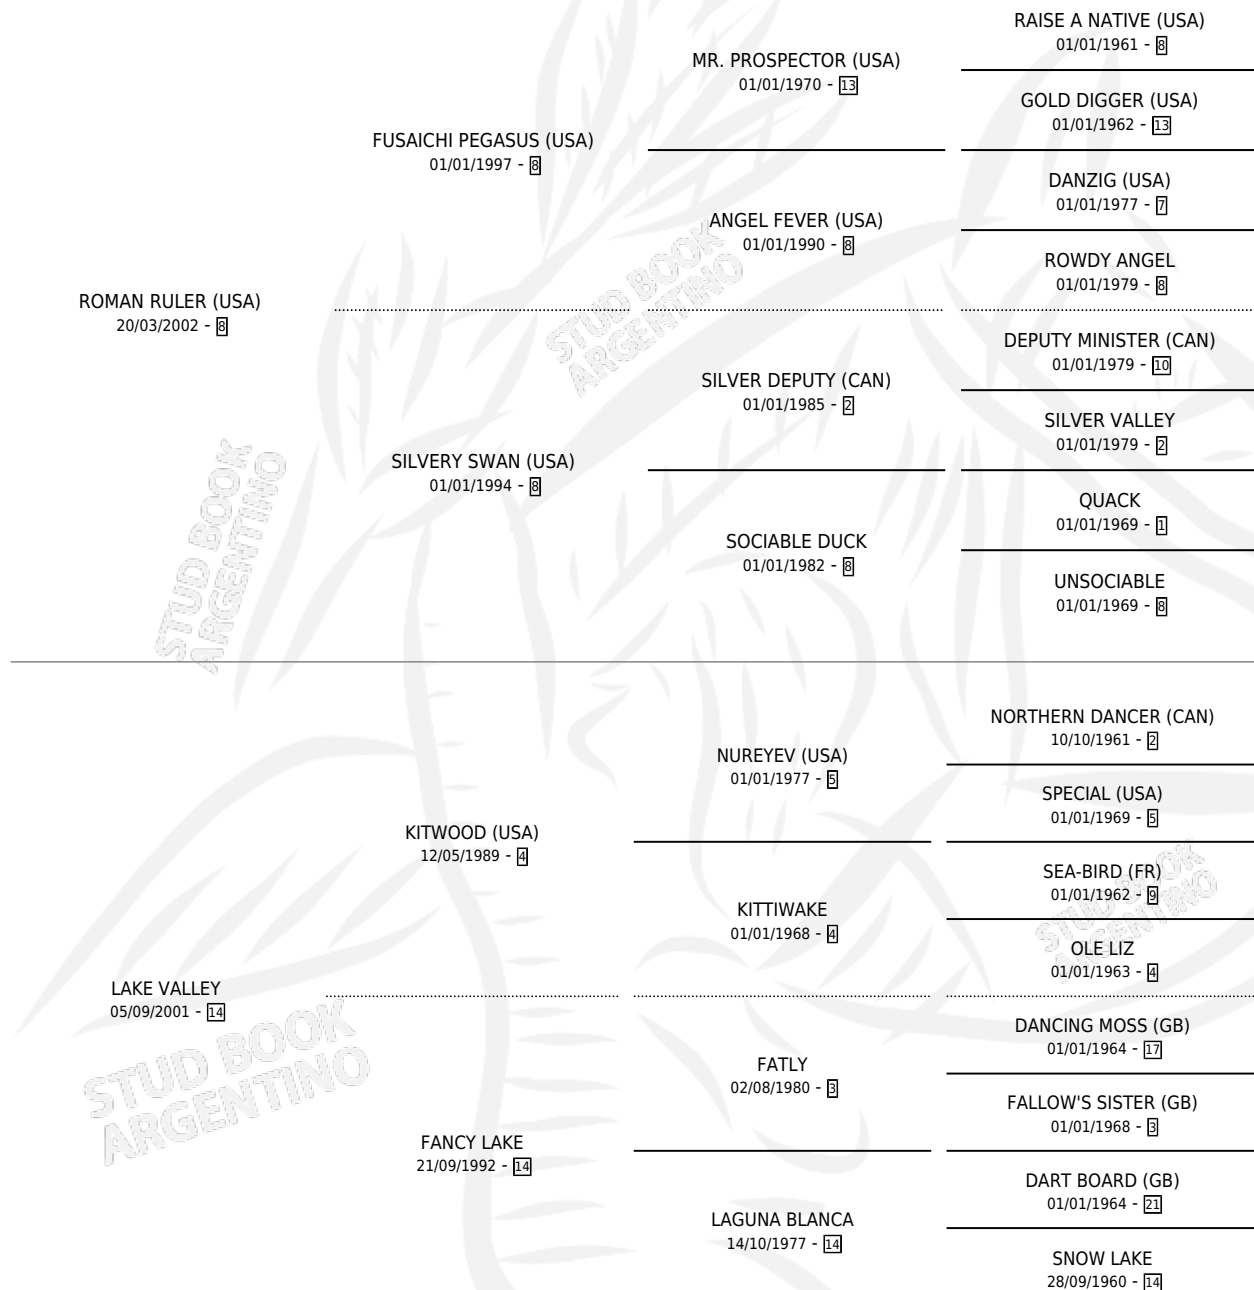 RAISE A NATIVE (USA)
01/01/1961 - 8
MR. PROSPECTOR (USA)
01/01/1970 - 13
GOLD DIGGER (USA)
01/01/1962 - 13
FUSAICHI PEGASUS (USA)
01/01/1997 - 8
DANZIG (USA)
01/01/1977 - 7
ANGEL FEVER (USA)
01/01/1990 - 8
ROWDY ANGEL
01/01/1979 - 8
ROMAN RULER (USA)
20/03/2002 - 8
DEPUTY MINISTER (CAN)
01/01/1979 - 10
SILVER DEPUTY (CAN)
01/01/1985 - 2
SILVER VALLEY
01/01/1979 - 2
SILVERY SWAN (USA)
01/01/1994 - 8
QUACK
01/01/1969 - 1
SOCIABLE DUCK
01/01/1982 - 8
UNSOCIABLE
01/01/1969 - 8
NORTHERN DANCER (CAN)
10/10/1961 - 2
NUREYEV (USA)
01/01/1977 - 5
SPECIAL (USA)
01/01/1969 - 5
KITWOOD (USA)
12/05/1989 - 4
SEA-BIRD (FR)
01/01/1962 - 9
KITTIWAKE
01/01/1968 - 4
OLE LIZ
01/01/1963 - 4
LAKE VALLEY
05/09/2001 - 14
DANCING MOSS (GB)
01/01/1964 - 17
FATLY
02/08/1980 - 3
FALLOW'S SISTER (GB)
01/01/1968 - 3
FANCY LAKE
21/09/1992 - 14
DART BOARD (GB)
01/01/1964 - 21
LAGUNA BLANCA
14/10/1977 - 14
SNOW LAKE
28/09/1960 - 14
STUD BOOK
ARGENTINO
STUD BOOK
ARGENTINO
STUD BOOK
ARGENTINO
STUD BOOK
ARGENTINO